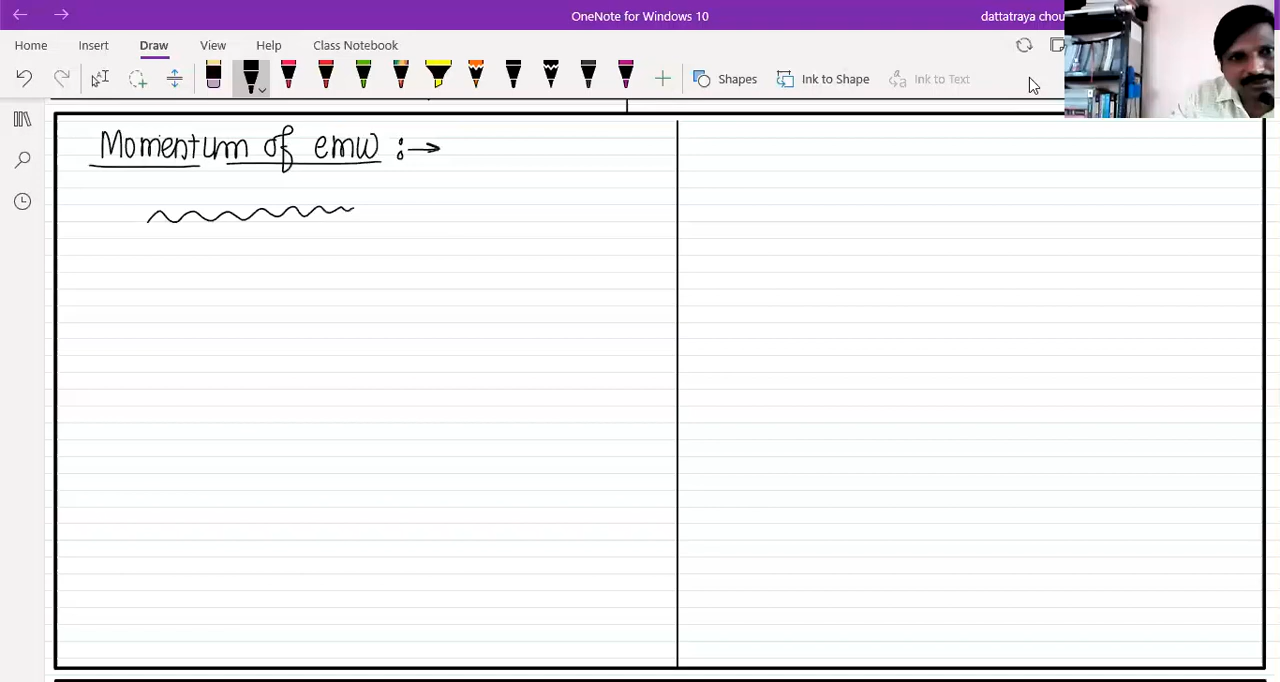 OneNote for Windows 10
dattatraya chou
Home Insert Draw View Help Class Notebook
Shapes Ink to Shape Ink to Text
Momentum of emw :→